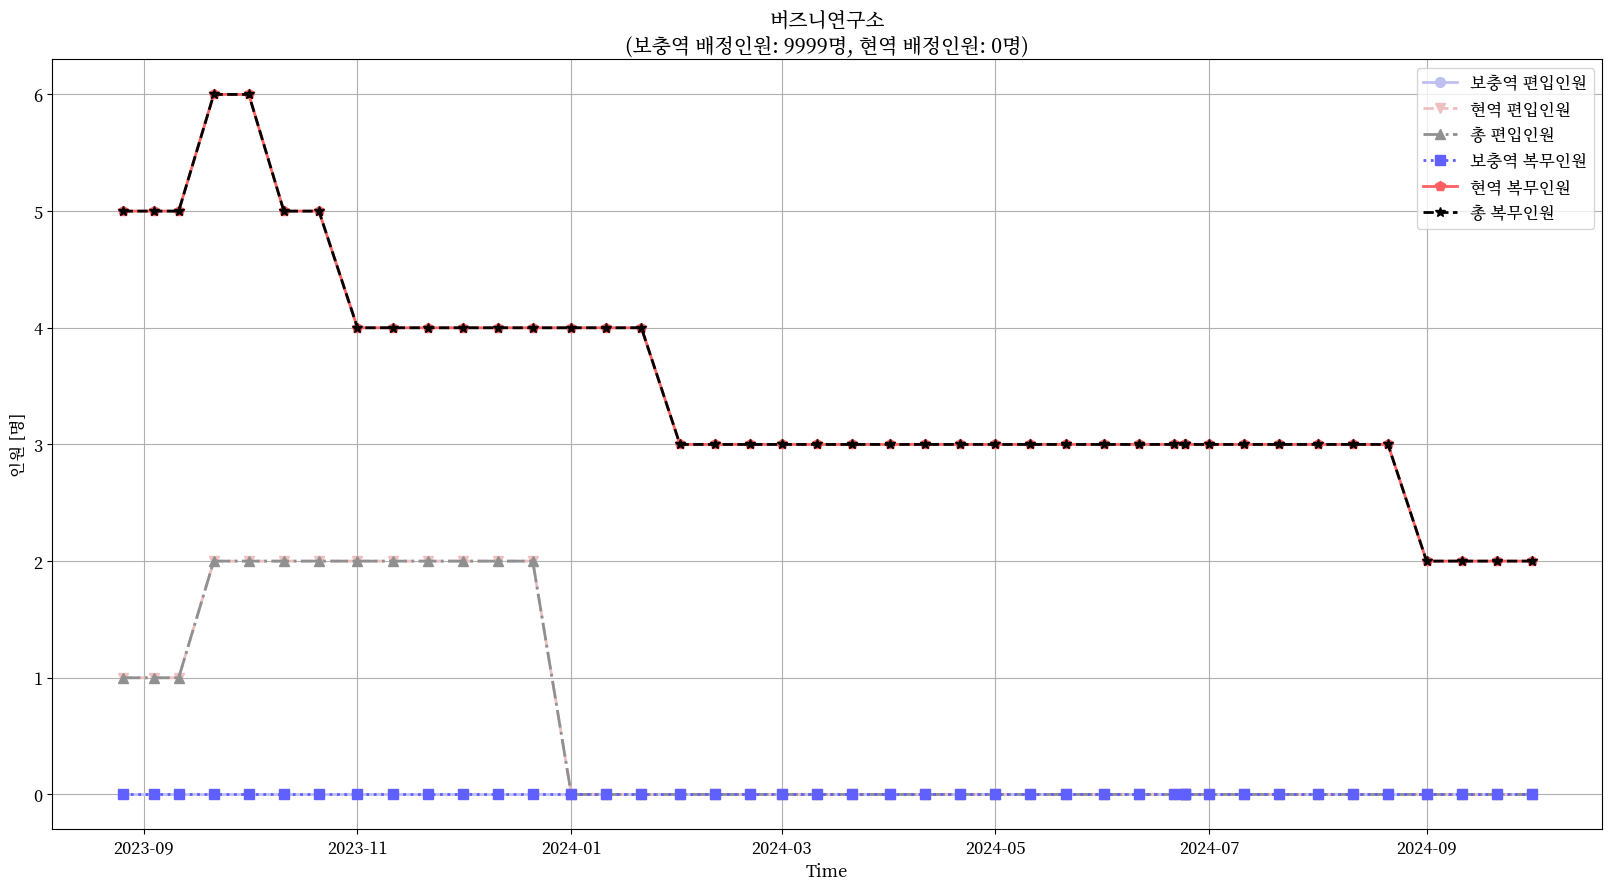 버즈니연구소
(보충역 배정인원: 9999명, 현역 배정인원: 0명)
보충역 편입인원
현역 편입인원
총 편입인원
보충역 복무인원
현역 복무인원
총 복무인원
인원 [명]
6
5
4
3
2
1
0
2023-09
2023-11
2024-01
2024-03
2024-05
2024-07
2024-09
Time